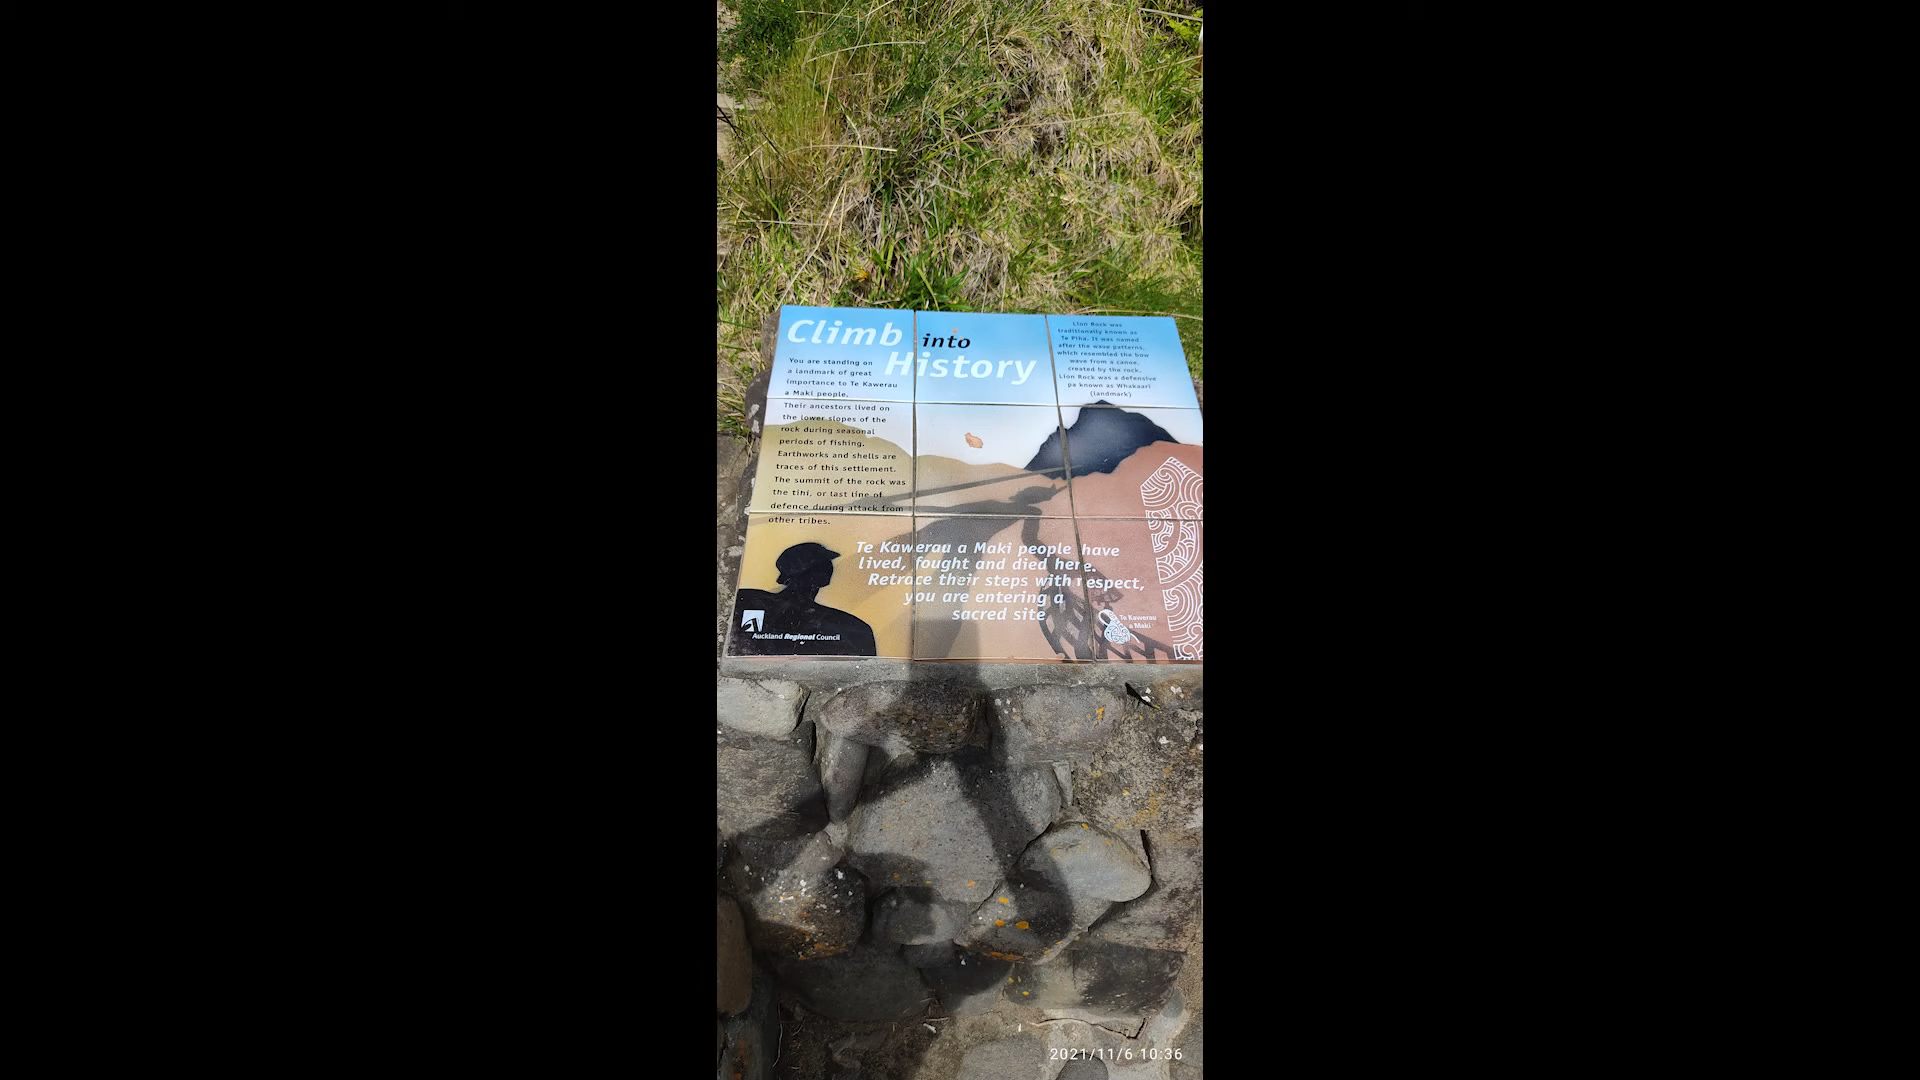 Climb into
History
You are standing on
a landmark of great
importance to Te Kawerau
a Maki people.
Their ancestors lived on
the lower slopes of the
rock during seasonal
periods of fishing.
Earthworks and shells are
traces of this settlement.
The summit of the rock was
the tihi, or last line of
defence during attack from
other tribes.
Lion Rock was
traditionally known as
Te Piha. It was named
after the wave patterns,
which resembled the bow
wave from a canoe,
created by the rock.
Lion Rock was a defensive
pa known as Whakaari
(landmark)
Te Kawerau a Maki people have
lived, fought and died here.
Retrace their steps with respect,
you are entering a
sacred site
Auckland Regional Council
Te Kawerau
a Maki
2021/11/6 10:36